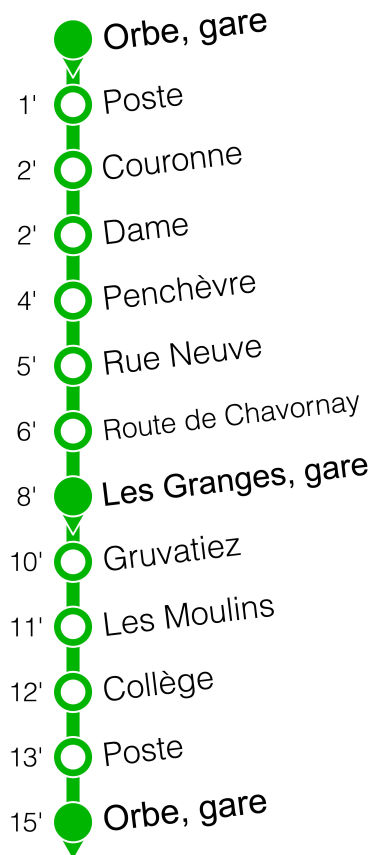 Orbe, gare
1' Poste
2' Couronne
2' Dame
4' Penchèvre
5' Rue Neuve
6' Route de Chavornay
8' Les Granges, gare
10' Gruvatiez
11' Les Moulins
12' Collège
13' Poste
15' Orbe, gare